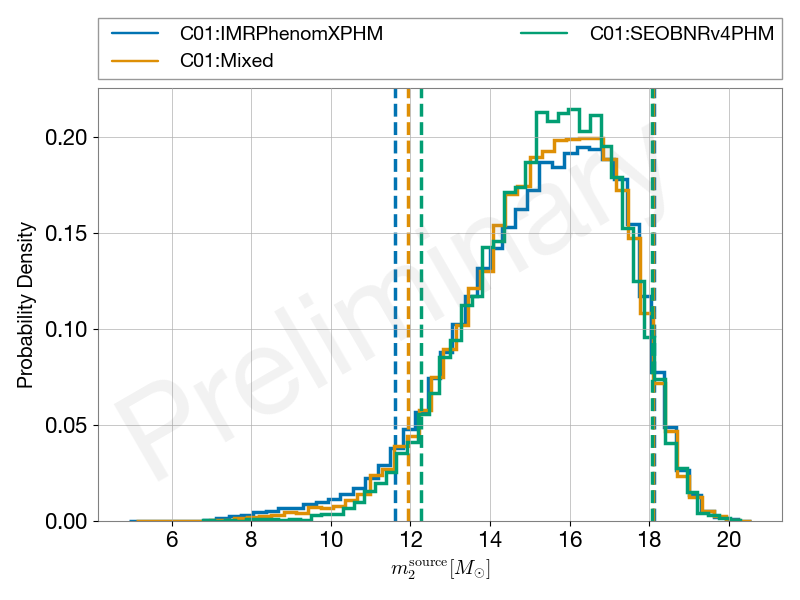 C01:IMRPhenomXPHM
C01:SEOBNRv4PHM
C01:Mixed
0.20
0.15
0.10
0.05
0.00
Probability Density
Preliminary
6 8 10 12 14 16 18 20
$m_2^{\mathrm{source}}[M_\odot]$